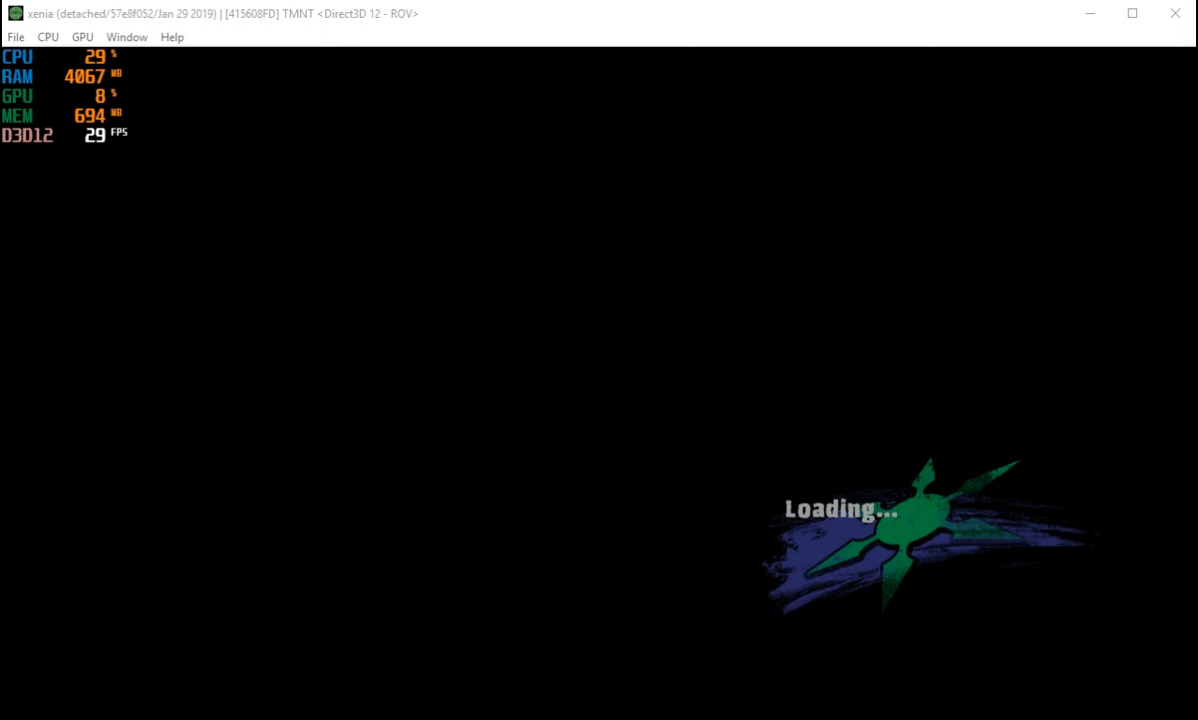 xenia (detached/57e8f052/Jan 29 2019) | [415608FD] TMNT <Direct3D 12 - ROV>
File CPU GPU Window Help
CPU 29 %
RAM 4067 MB
GPU 8 %
MEM 694 MB
D3D12 29 FPS
Loading...